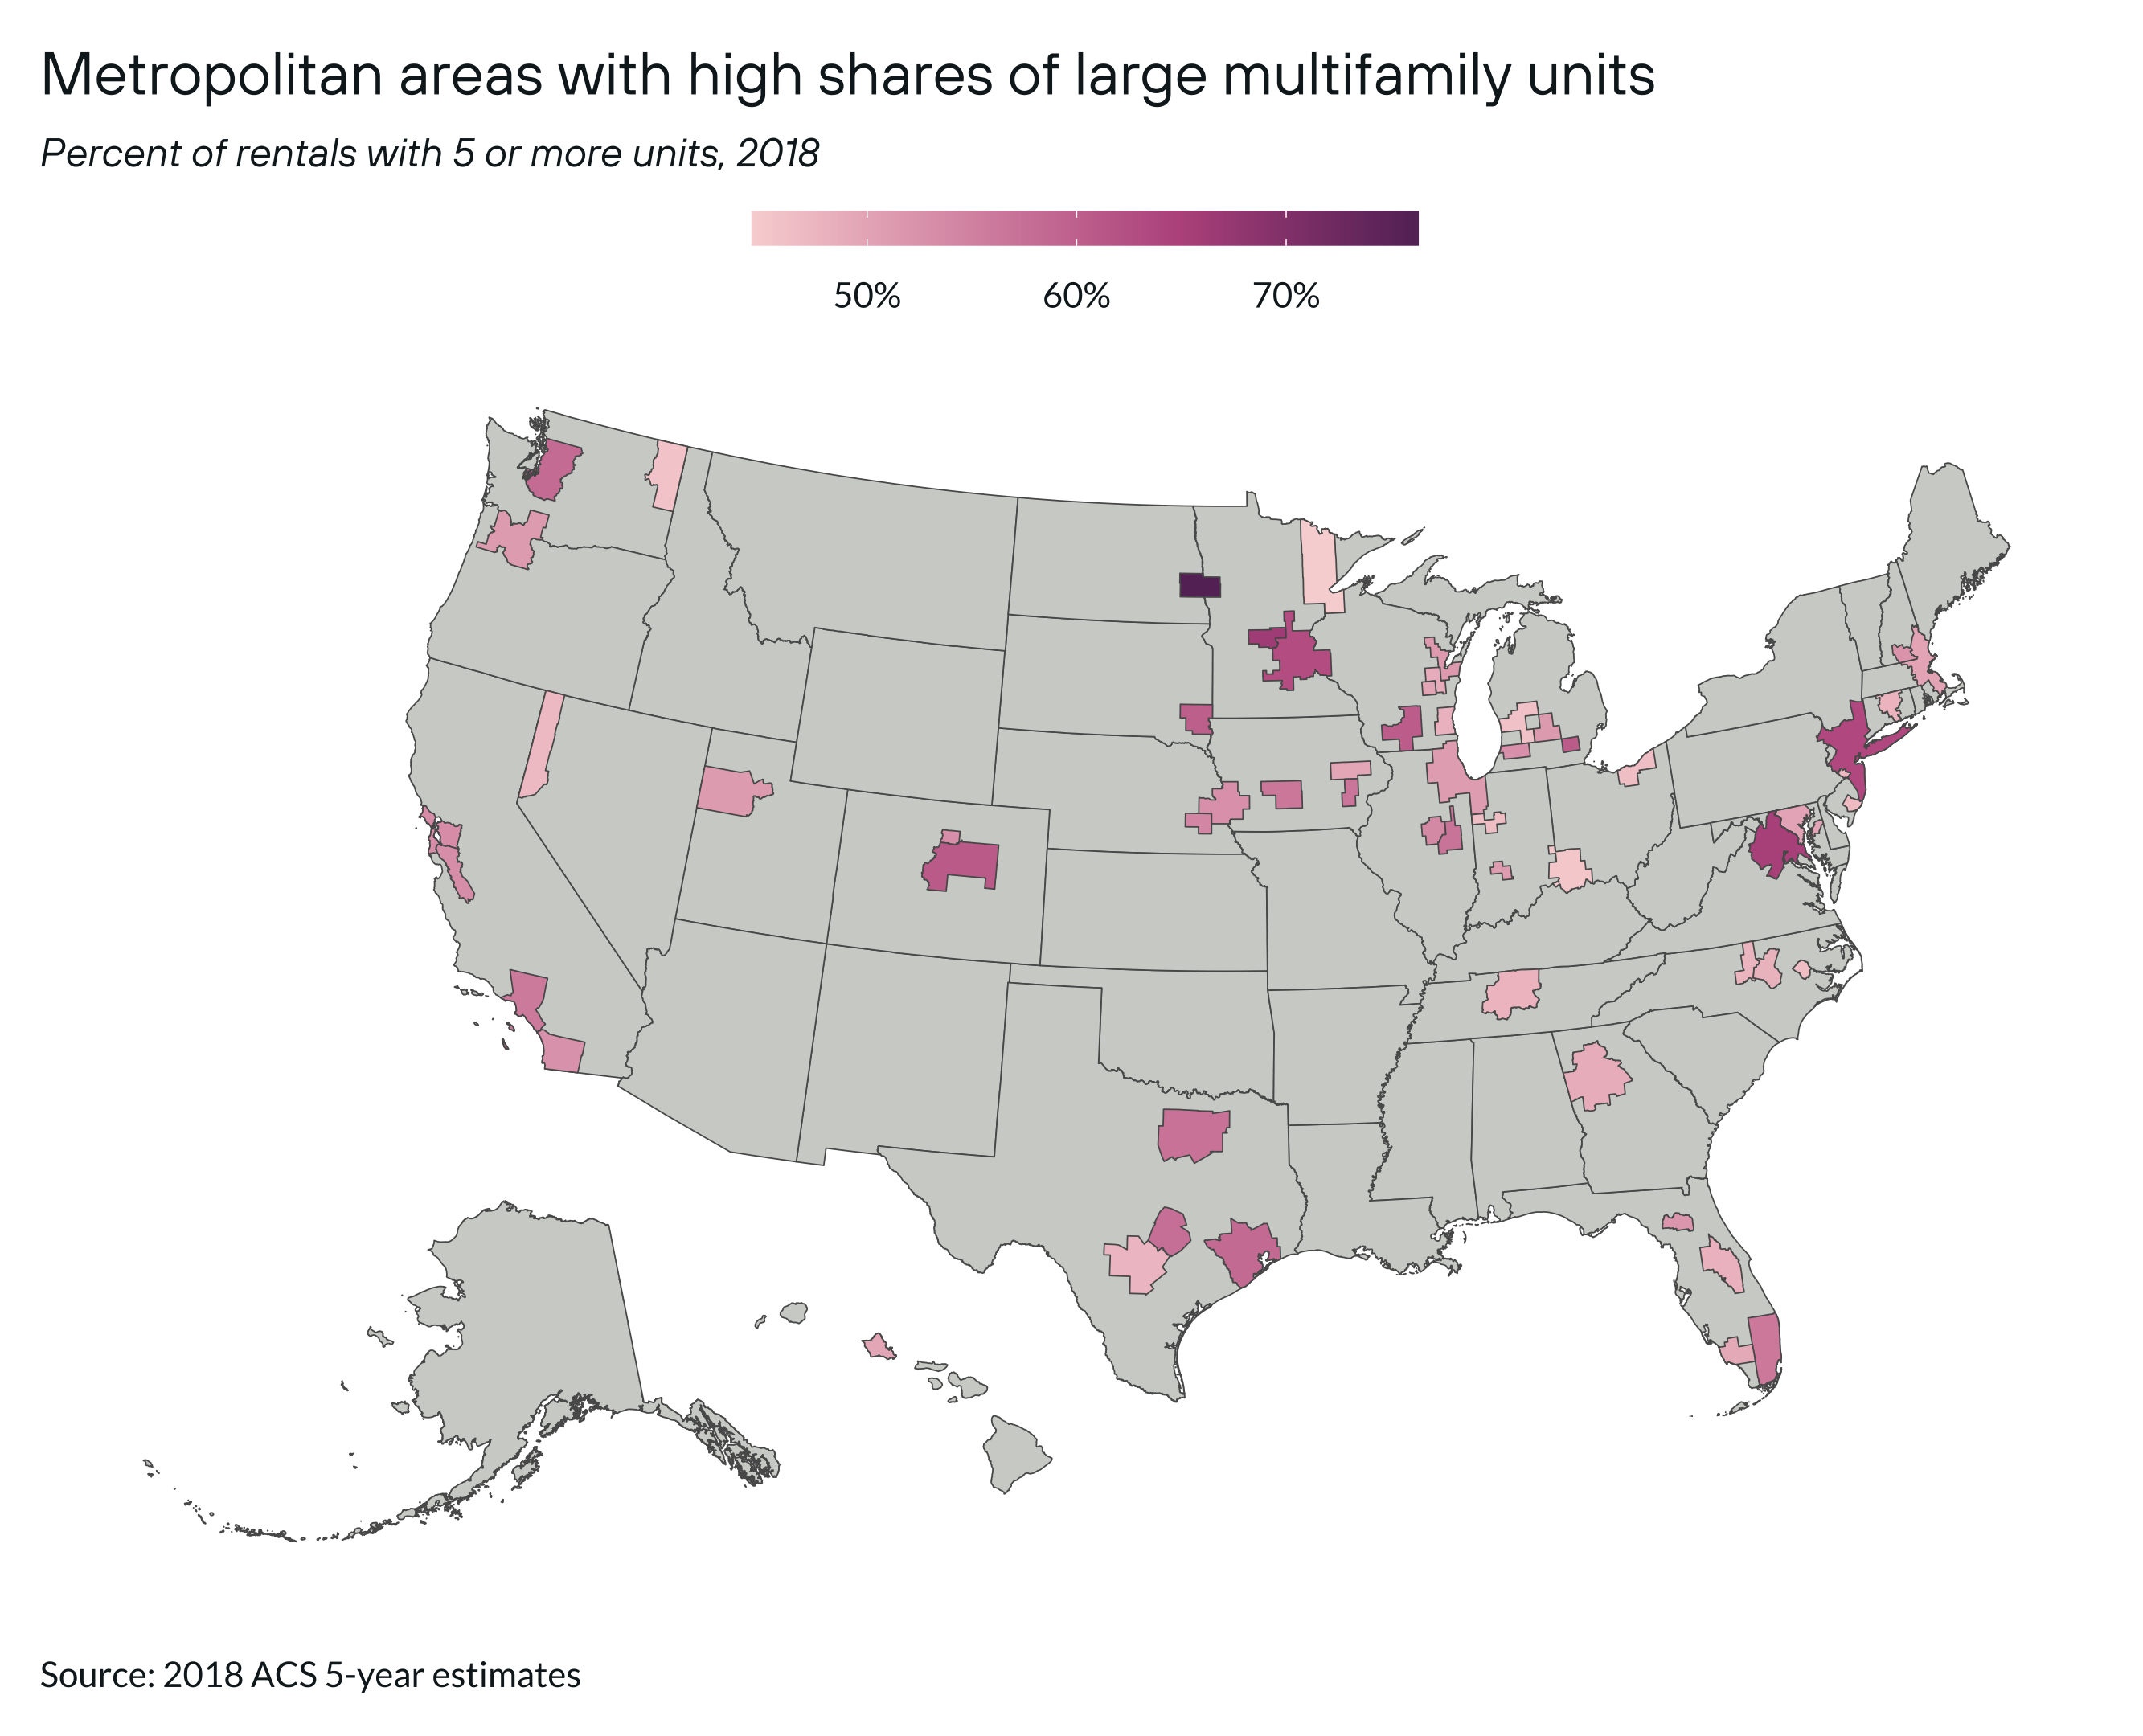 Metropolitan areas with high shares of large multifamily units
Percent of rentals with 5 or more units, 2018
50% 60% 70%
Source: 2018 ACS 5-year estimates